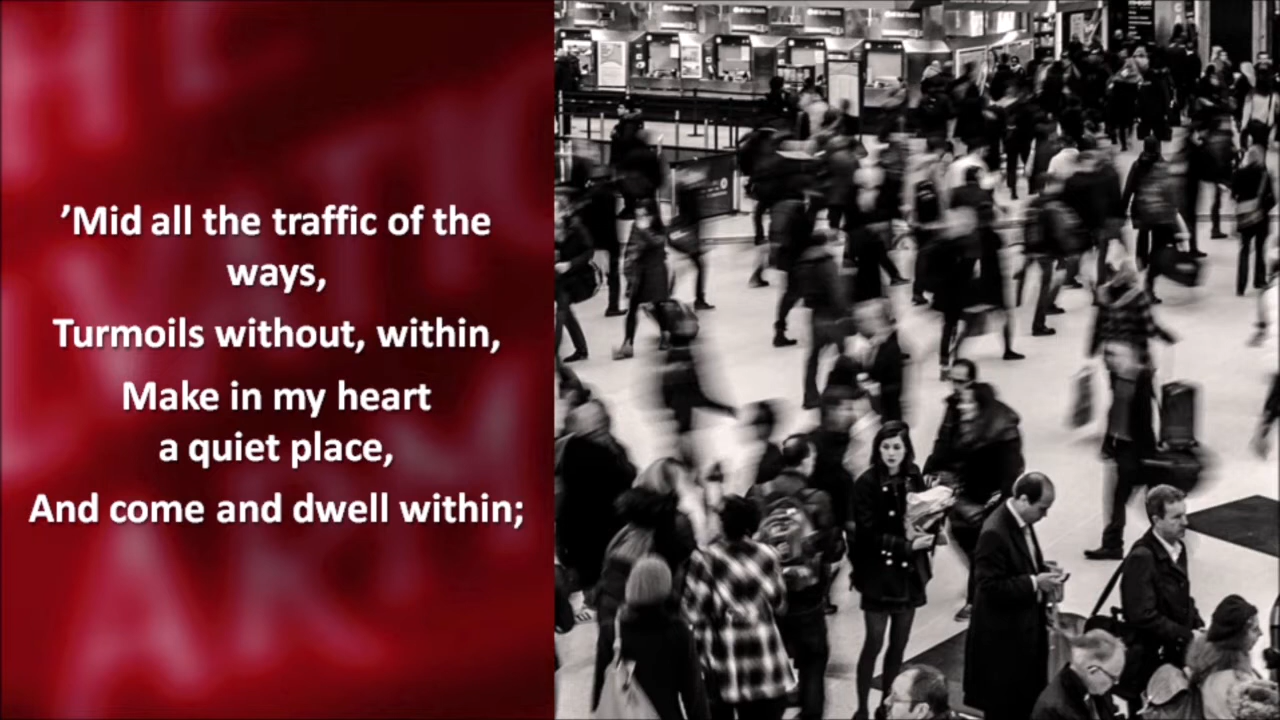 ’Mid all the traffic of the
ways,
Turmoils without, within,
Make in my heart
a quiet place,
And come and dwell within;